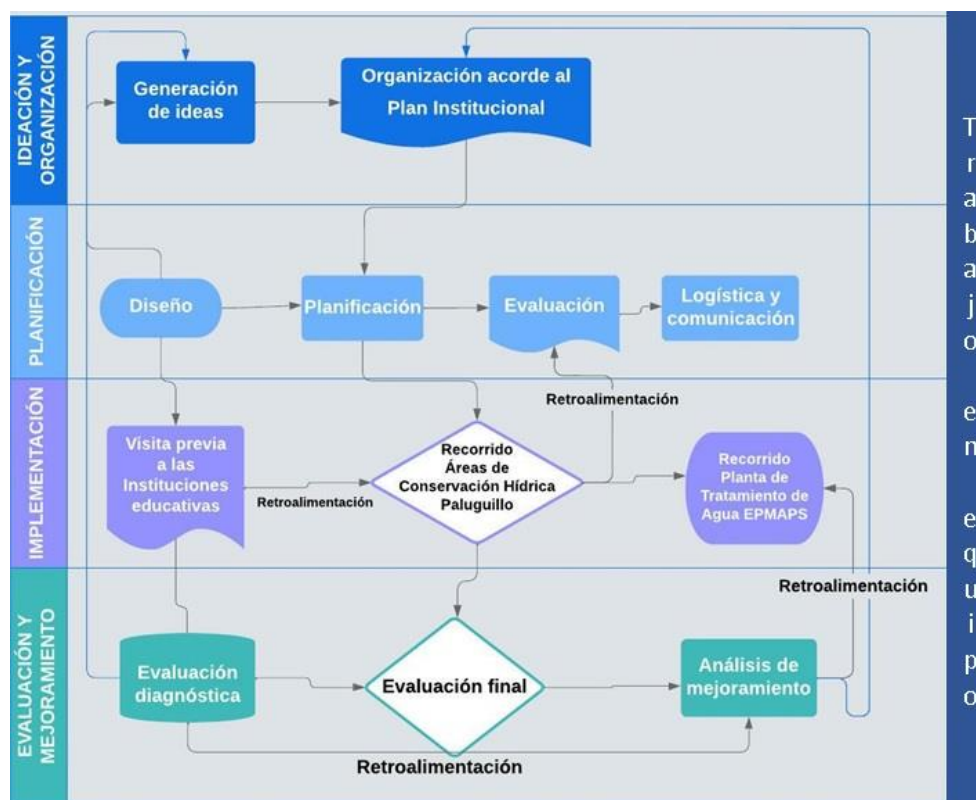 IDEACIÓN Y
ORGANIZACIÓN
Generación
de ideas
Organización acorde al
Plan Institucional
PLANIFICACIÓN
Diseño
Planificación
Evaluación
Logística y
comunicación
IMPLEMENTACIÓN
Visita previa
a las
Instituciones
educativas
Retroalimentación
Recorrido
Áreas de
Conservación Hídrica
Paluguillo
Retroalimentación
Recorrido
Planta de
Tratamiento de
Agua EPMAPS
EVALUACIÓN Y
MEJORAMIENTO
Evaluación
diagnóstica
Evaluación final
Análisis de
mejoramiento
Retroalimentación
Retroalimentación
T
r
a
b
a
j
o
e
n
e
q
u
i
p
o